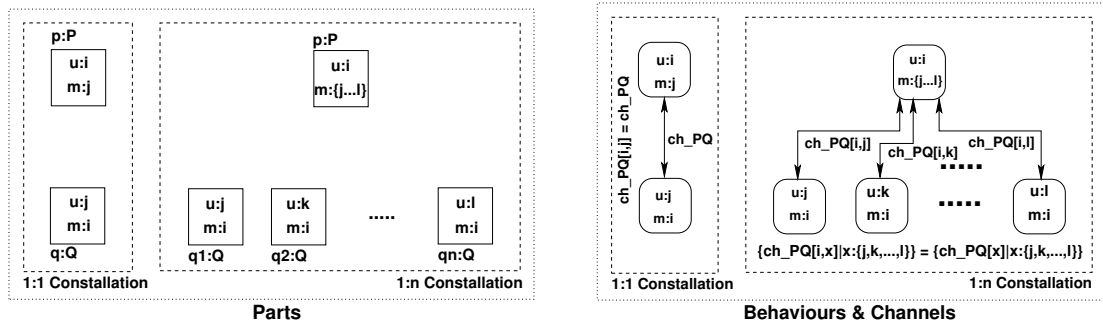 p:P
u:i
m:j
u:j
m:i
q:Q
1:1 Constallation
p:P
u:i
m:{j...l}
u:j
m:i
q1:Q
u:k
m:i
q2:Q
.....
u:l
m:i
qn:Q
1:n Constallation
Parts
ch_PQ[i,j] = ch_PQ
u:i
m:j
ch_PQ
u:j
m:i
1:1 Constallation
u:i
m:{j...l}
ch_PQ[i,j]
ch_PQ[i,k]
ch_PQ[i,l]
.....
u:j
m:i
u:k
m:i
.....
u:l
m:i
{ch_PQ[i,x]|x:{j,k,...,l}} = {ch_PQ[x]|x:{j,k,...,l}}
1:n Constallation
Behaviours & Channels